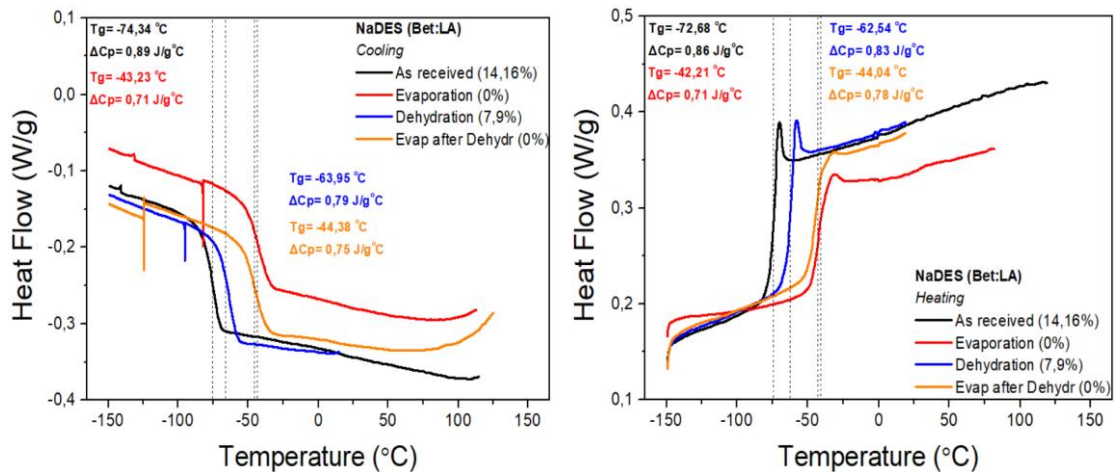 Tg= -74,34 °C
ΔCp= 0,89 J/g°C
Tg= -43,23 °C
ΔCp= 0,71 J/g°C
NaDES (Bet:LA)
Cooling
As received (14,16%)
Evaporation (0%)
Dehydration (7,9%)
Evap after Dehydr (0%)
Tg= -63,95 °C
ΔCp= 0,79 J/g°C
Tg= -44,38 °C
ΔCp= 0,75 J/g°C
0,1
0,0
-0,1
-0,2
-0,3
-0,4
Heat Flow (W/g)
-150 -100 -50 0 50 100
Temperature (°C)
Tg= -72,68 °C
ΔCp= 0,86 J/g°C
Tg= -42,21 °C
ΔCp= 0,71 J/g°C
Tg= -62,54 °C
ΔCp= 0,83 J/g°C
Tg= -44,04 °C
ΔCp= 0,78 J/g°C
NaDES (Bet:LA)
Heating
As received (14,16%)
Evaporation (0%)
Dehydration (7,9%)
Evap after Dehydr (0%)
0,5
0,4
0,3
0,2
0,1
Heat Flow (W/g)
-150 -100 -50 0 50 100 150
Temperature (°C)